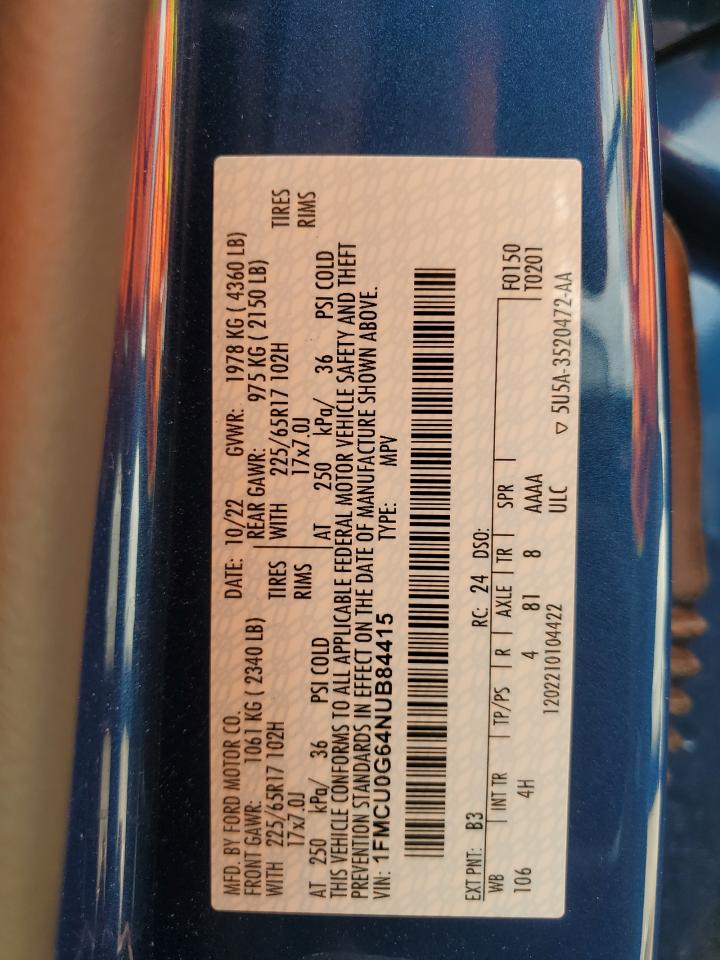 MFD. BY FORD MOTOR CO. DATE: 10/22 GVWR: 1978 KG ( 4360 LB)
FRONT GAWR: 1061 KG ( 2340 LB) REAR GAWR: 975 KG ( 2150 LB)
WITH 225/65R17 102H TIRES WITH 225/65R17 102H TIRES
17x7.0J RIMS 17x7.0J RIMS
AT 250 kPa/ 36 PSI COLD AT 250 kPa/ 36 PSI COLD
THIS VEHICLE CONFORMS TO ALL APPLICABLE FEDERAL MOTOR VEHICLE SAFETY AND THEFT
PREVENTION STANDARDS IN EFFECT ON THE DATE OF MANUFACTURE SHOWN ABOVE.
VIN: 1FMCU0G64NUB84415 TYPE: MPV
EXT PNT: B3 RC: 24 DSO:
WB INT TR TP/PS R AXLE TR SPR F0150
106 4H 4 81 8 AAAA T0201
1202210104422 ULC ▽ 5U5A-3520472-AA